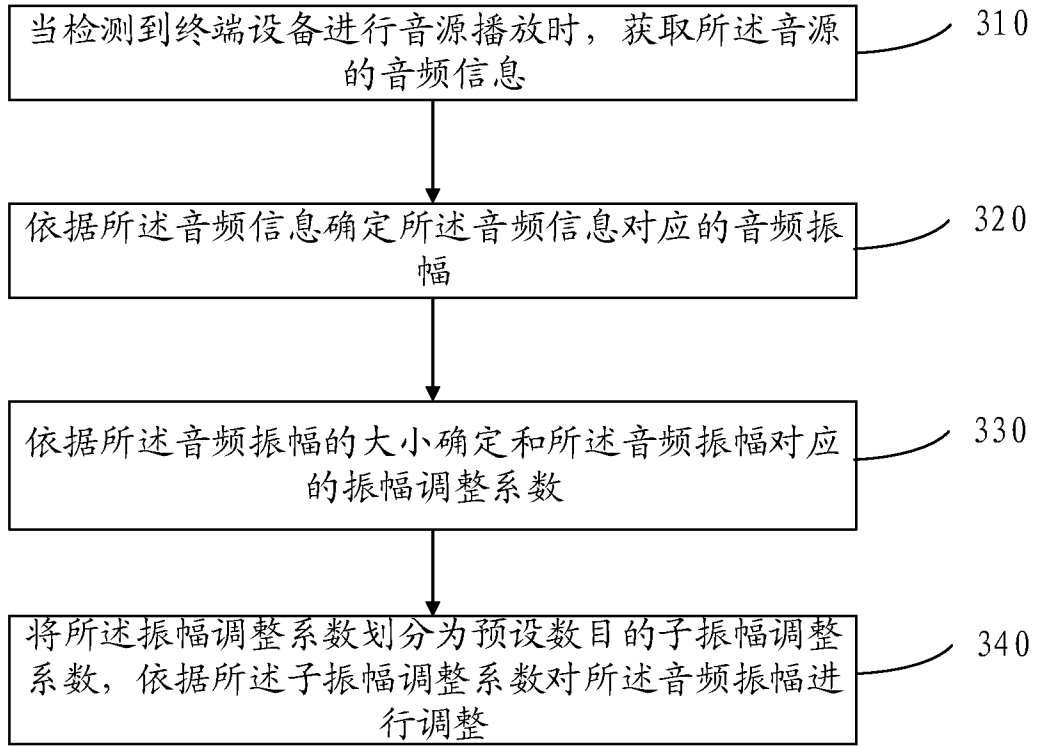 当检测到终端设备进行音源播放时，获取所述音源
的音频信息
310
依据所述音频信息确定所述音频信息对应的音频振
幅
320
依据所述音频振幅的大小确定和所述音频振幅对应
的振幅调整系数
330
将所述振幅调整系数划分为预设数目的子振幅调整
系数，依据所述子振幅调整系数对所述音频振幅进
行调整
340